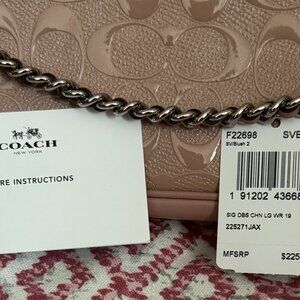 COACH
NEW YORK
RE INSTRUCTIONS
F22698 SVE
SV/Blush 2
1 91202 43668
SIG DBS CHN LG WR 19
225271JAX
MFSRP $225